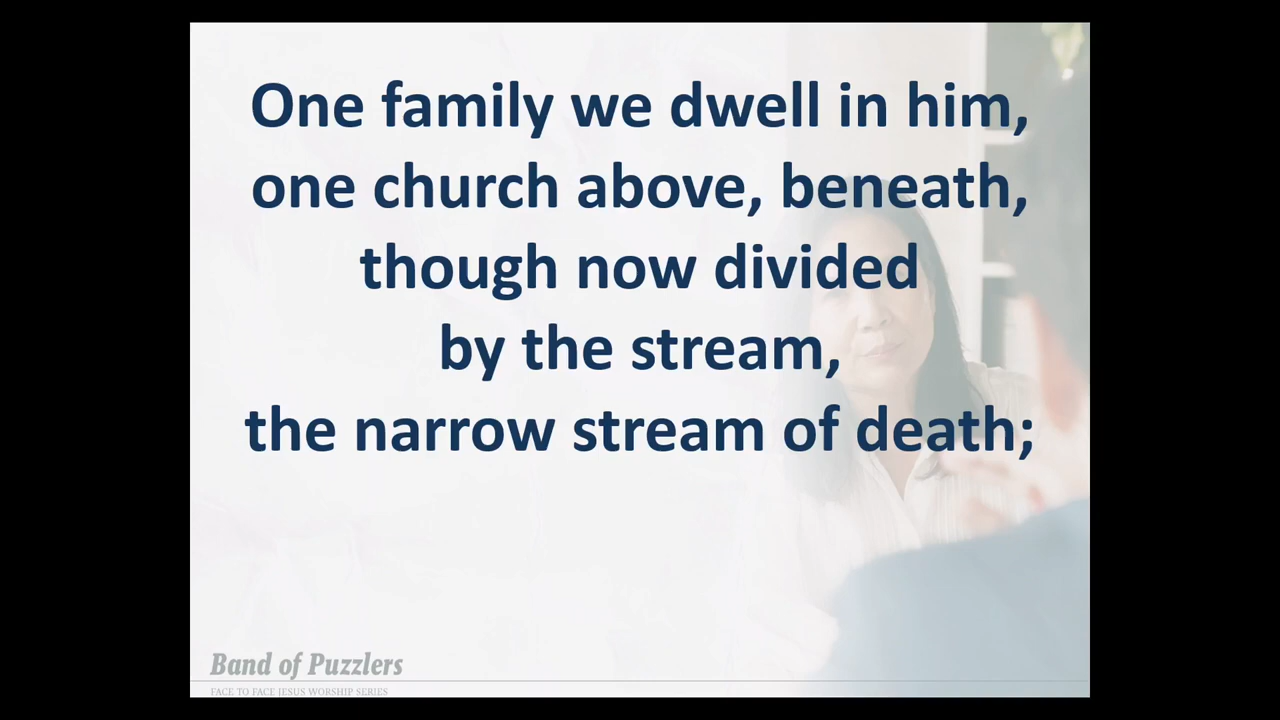 One family we dwell in him,
one church above, beneath,
though now divided
by the stream,
the narrow stream of death;
Band of Puzzlers
FACE TO FACE JESUS WORSHIP SERIES